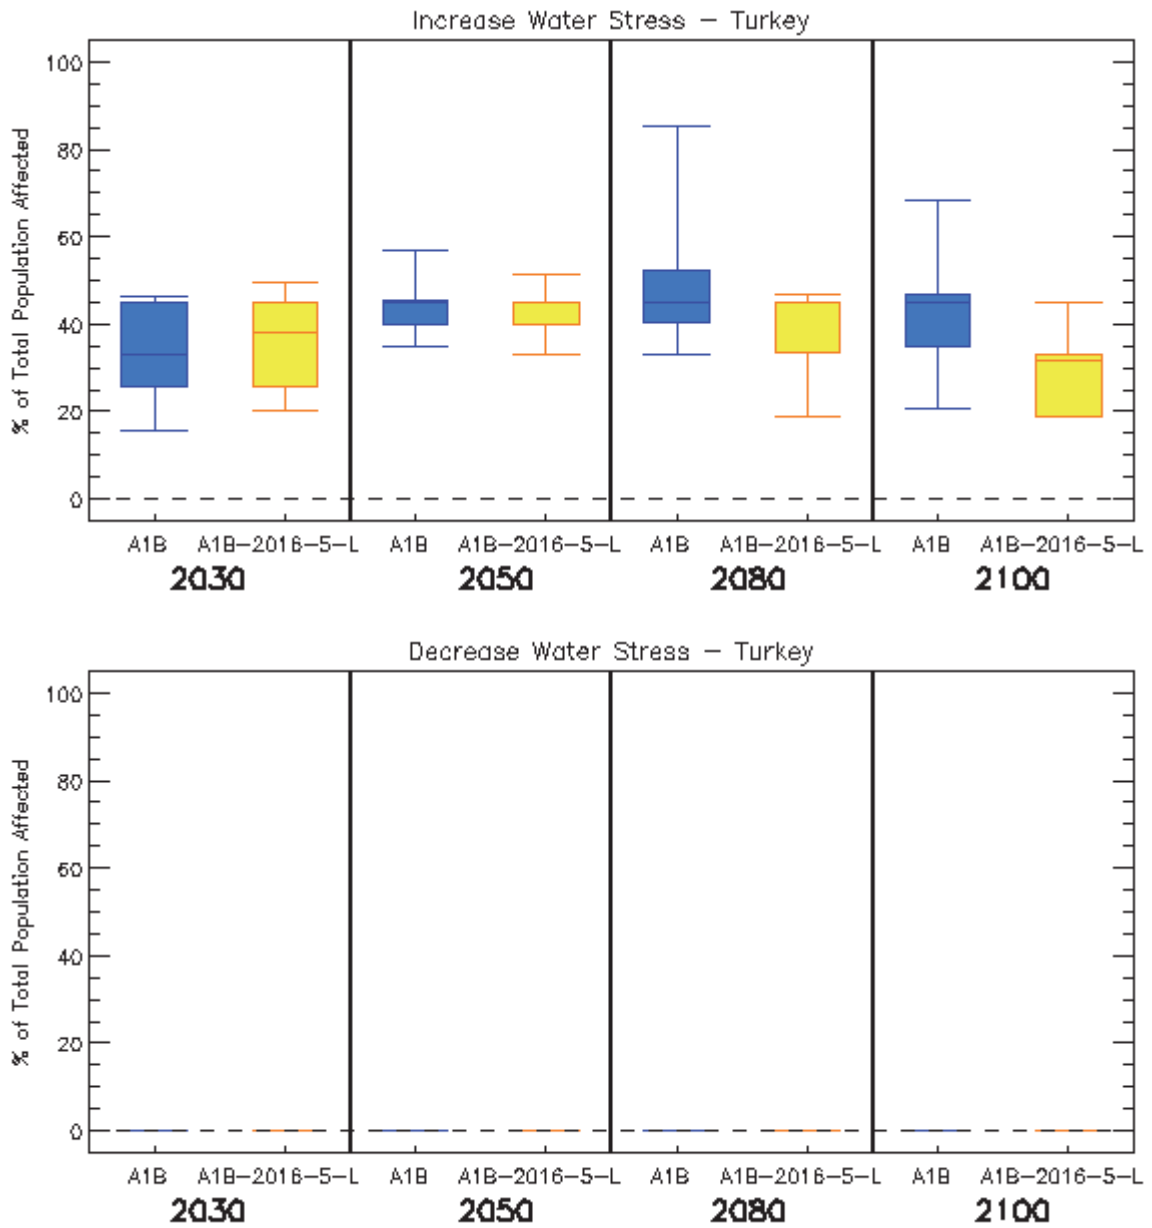 Increase Water Stress – Turkey
% of Total Population Affected
100
80
60
40
20
0
A1B A1B-2016-5-L A1B A1B-2016-5-L A1B A1B-2016-5-L A1B A1B-2016-5-L
2030 2050 2080 2100
Decrease Water Stress – Turkey
% of Total Population Affected
100
80
60
40
20
0
A1B A1B-2016-5-L A1B A1B-2016-5-L A1B A1B-2016-5-L A1B A1B-2016-5-L
2030 2050 2080 2100